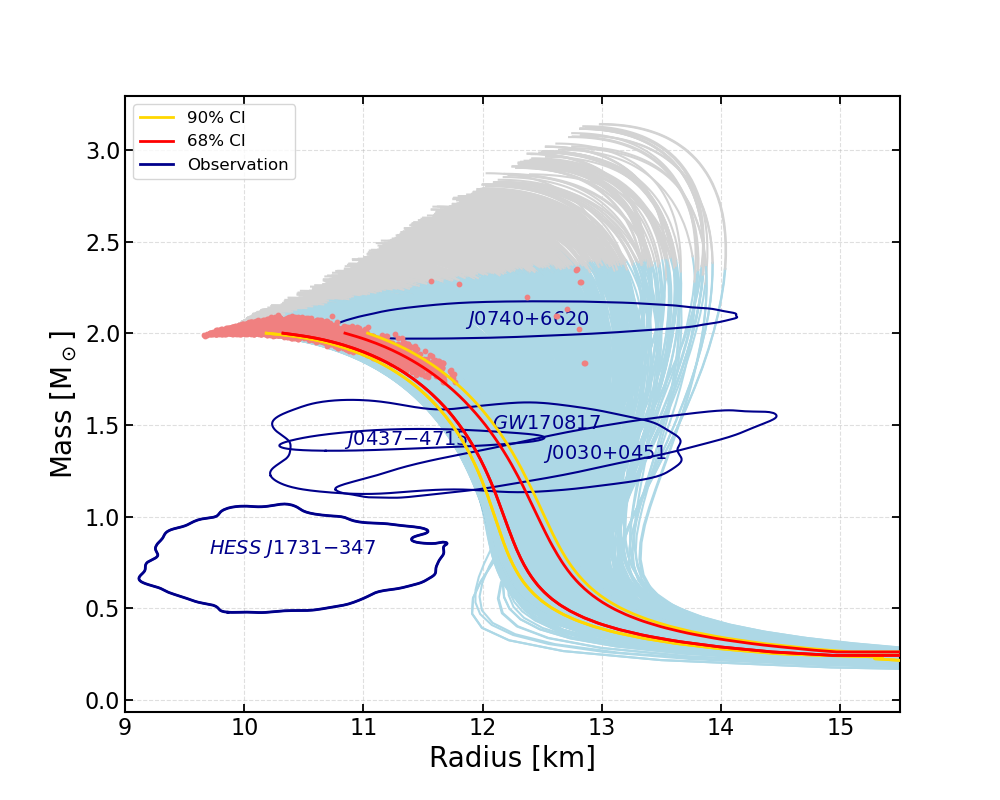 90% CI
68% CI
Observation
3.0
2.5
2.0
1.5
1.0
0.5
0.0
Mass [M⊙]
J0740+6620
GW170817
J0437−4715
J0030+0451
HESS J1731−347
9 10 11 12 13 14 15
Radius [km]